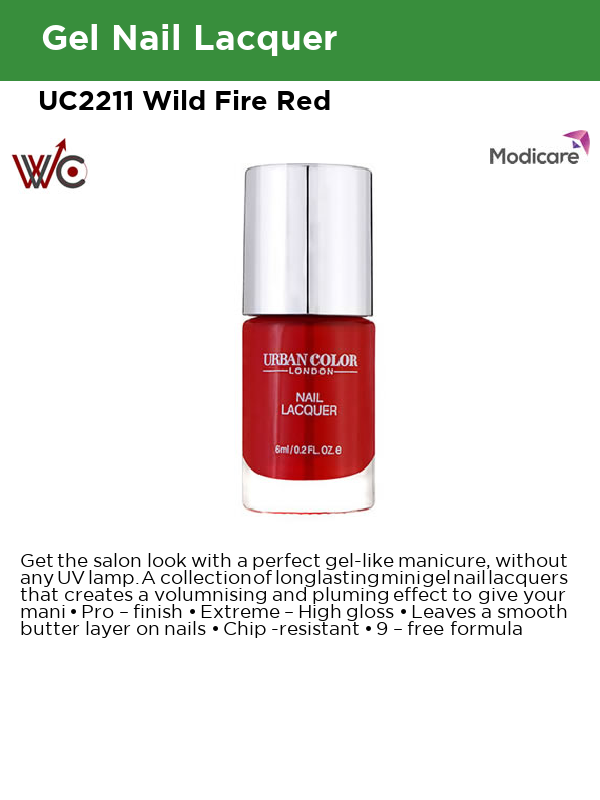 Gel Nail Lacquer
UC2211 Wild Fire Red
WC
Modicare
URBAN COLOR
LONDON
NAIL
LACQUER
6ml/0.2 FL. OZ. e
Get the salon look with a perfect gel-like manicure, without
any UV lamp. A collection of longlasting mini gel nail lacquers
that creates a volumnising and pluming effect to give your
mani • Pro – finish • Extreme – High gloss • Leaves a smooth
butter layer on nails • Chip -resistant • 9 – free formula